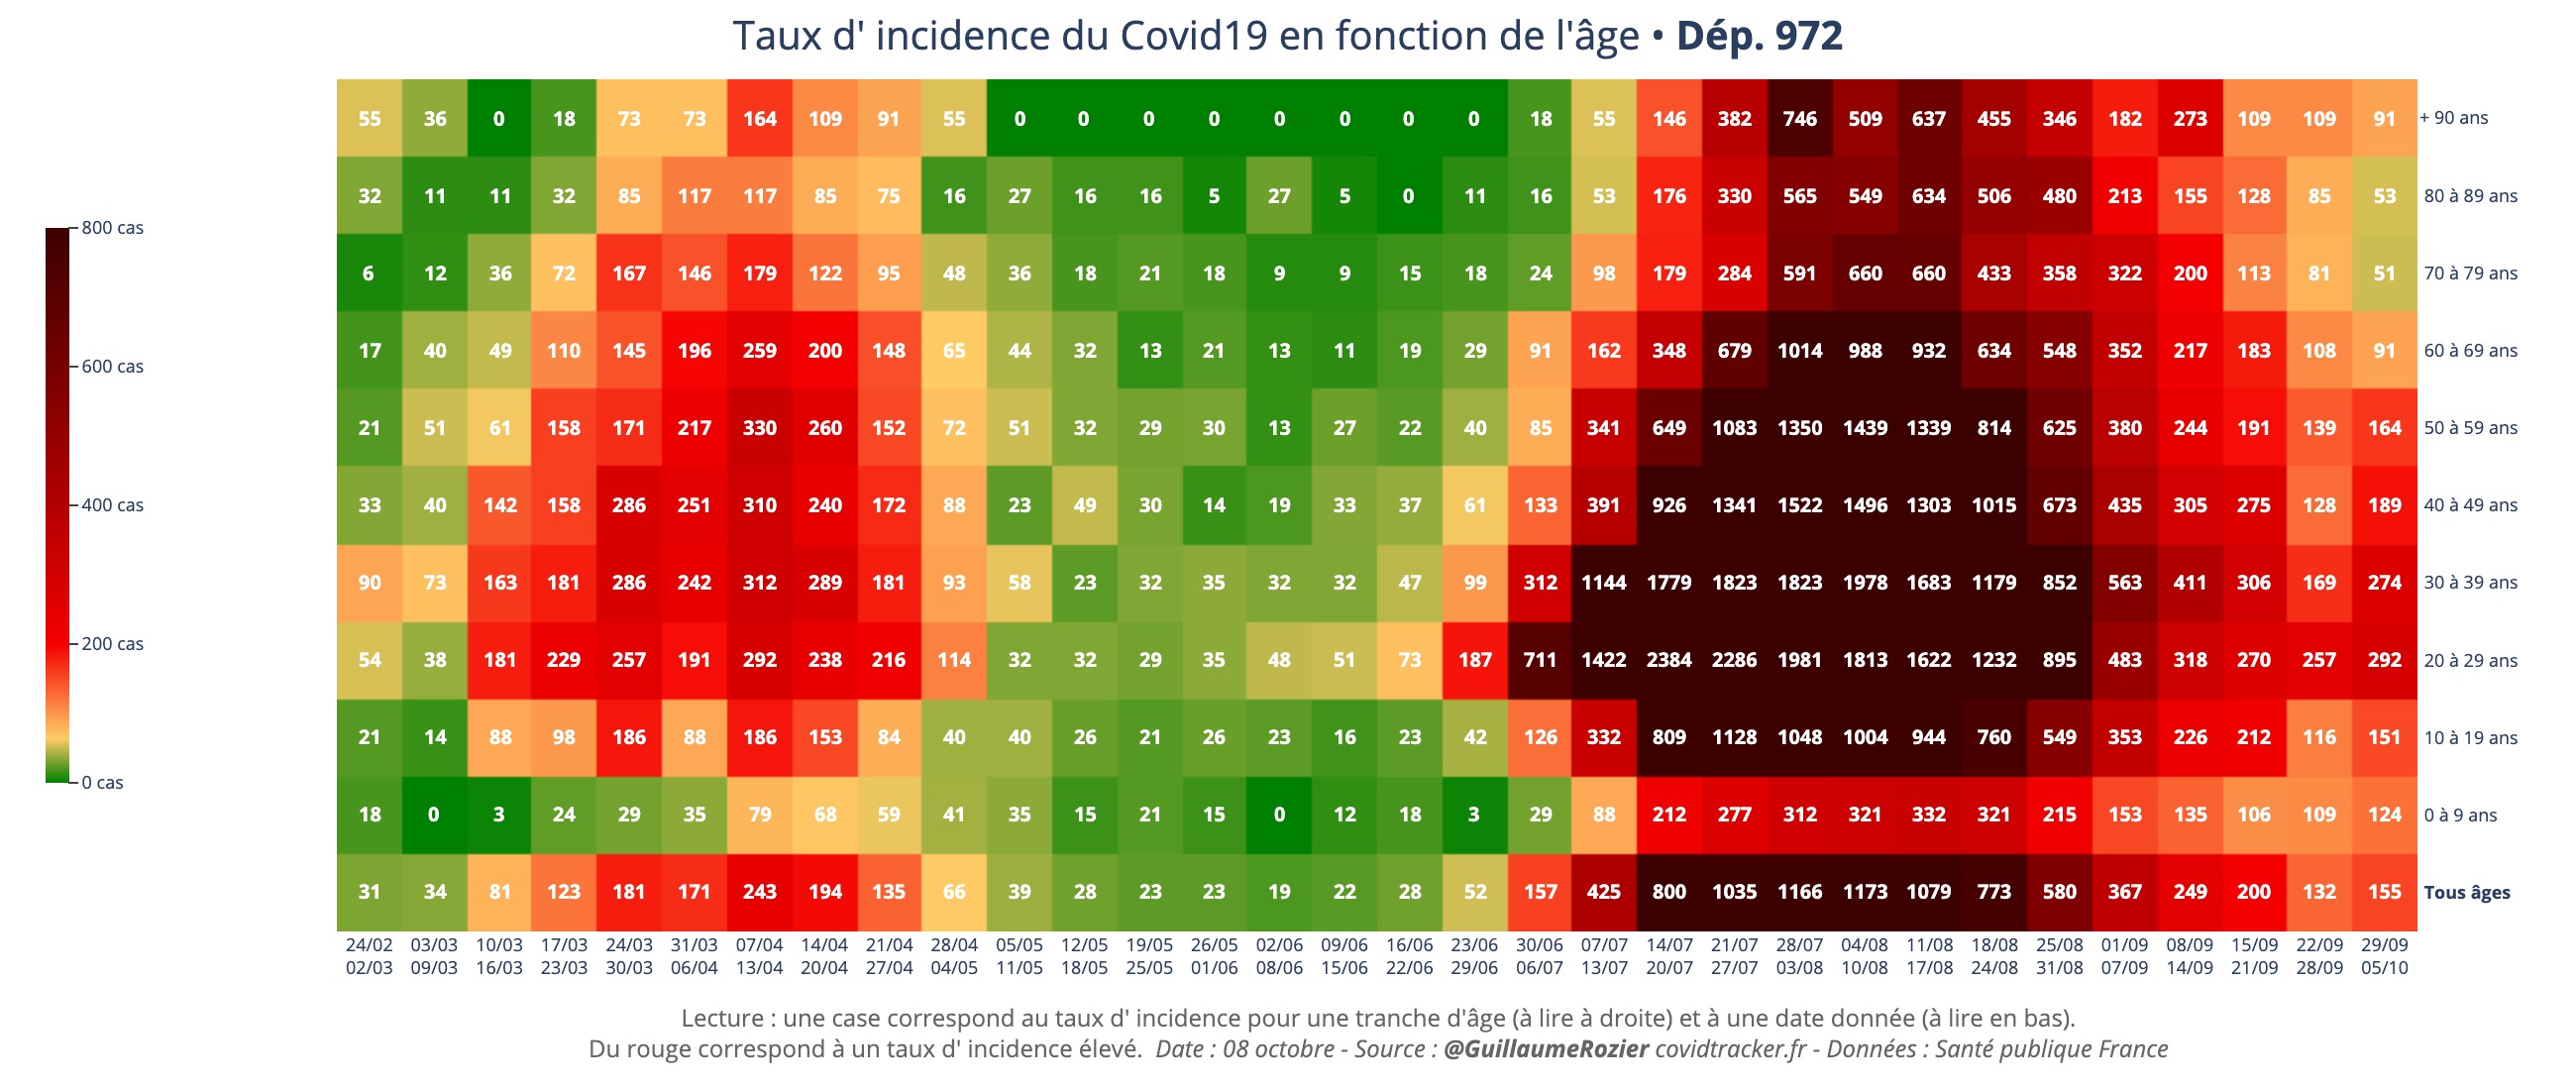 Taux d' incidence du Covid19 en fonction de l'âge • Dép. 972
800 cas
600 cas
400 cas
200 cas
0 cas
55 36 0 18 73 73 164 109 91 55 0 0 0 0 0 0 0 0 18 55 146 382 746 509 637 455 346 182 273 109 109 91 + 90 ans
32 11 11 32 85 117 117 85 75 16 27 16 16 5 27 5 0 11 16 53 176 330 565 549 634 506 480 213 155 128 85 53 80 à 89 ans
6 12 36 72 167 146 179 122 95 48 36 18 21 18 9 9 15 18 24 98 179 284 591 660 660 433 358 322 200 113 81 51 70 à 79 ans
17 40 49 110 145 196 259 200 148 65 44 32 13 21 13 11 19 29 91 162 348 679 1014 988 932 634 548 352 217 183 108 91 60 à 69 ans
21 51 61 158 171 217 330 260 152 72 51 32 29 30 13 27 22 40 85 341 649 1083 1350 1439 1339 814 625 380 244 191 139 164 50 à 59 ans
33 40 142 158 286 251 310 240 172 88 23 49 30 14 19 33 37 61 133 391 926 1341 1522 1496 1303 1015 673 435 305 275 128 189 40 à 49 ans
90 73 163 181 286 242 312 289 181 93 58 23 32 35 32 32 47 99 312 1144 1779 1823 1823 1978 1683 1179 852 563 411 306 169 274 30 à 39 ans
54 38 181 229 257 191 292 238 216 114 32 32 29 35 48 51 73 187 711 1422 2384 2286 1981 1813 1622 1232 895 483 318 270 257 292 20 à 29 ans
21 14 88 98 186 88 186 153 84 40 40 26 21 26 23 16 23 42 126 332 809 1128 1048 1004 944 760 549 353 226 212 116 151 10 à 19 ans
18 0 3 24 29 35 79 68 59 41 35 15 21 15 0 12 18 3 29 88 212 277 312 321 332 321 215 153 135 106 109 124 0 à 9 ans
31 34 81 123 181 171 243 194 135 66 39 28 23 23 19 22 28 52 157 425 800 1035 1166 1173 1079 773 580 367 249 200 132 155 Tous âges
24/02 03/03 10/03 17/03 24/03 31/03 07/04 14/04 21/04 28/04 05/05 12/05 19/05 26/05 02/06 09/06 16/06 23/06 30/06 07/07 14/07 21/07 28/07 04/08 11/08 18/08 25/08 01/09 08/09 15/09 22/09 29/09
02/03 09/03 16/03 23/03 30/03 06/04 13/04 20/04 27/04 04/05 11/05 18/05 25/05 01/06 08/06 15/06 22/06 29/06 06/07 13/07 20/07 27/07 03/08 10/08 17/08 24/08 31/08 07/09 14/09 21/09 28/09 05/10
Lecture : une case correspond au taux d' incidence pour une tranche d'âge (à lire à droite) et à une date donnée (à lire en bas).
Du rouge correspond à un taux d' incidence élevé. Date : 08 octobre - Source : @GuillaumeRozier covidtracker.fr - Données : Santé publique France